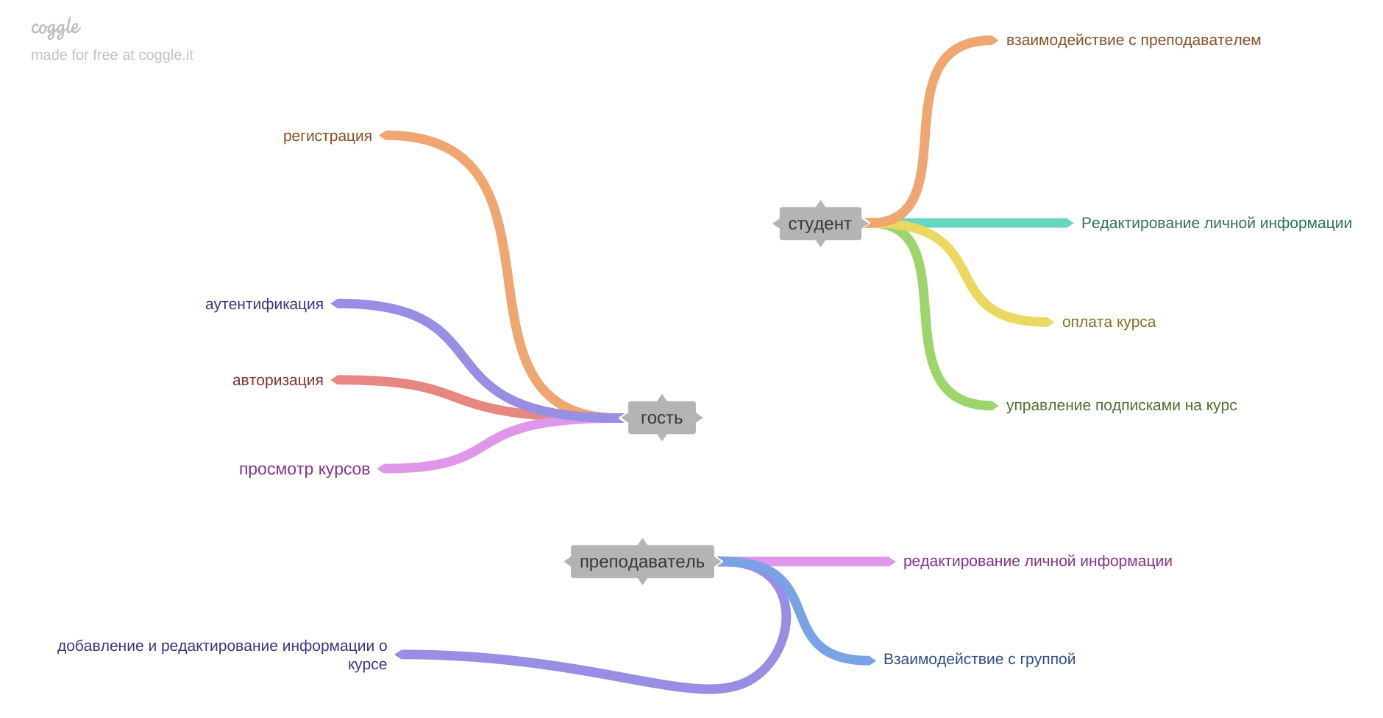 coggle
made for free at coggle.it
взаимодействие с преподавателем
регистрация
студент
Редактирование личной информации
аутентификация
оплата курса
авторизация
управление подписками на курс
гость
просмотр курсов
преподаватель
редактирование личной информации
добавление и редактирование информации о
курсе
Взаимодействие с группой